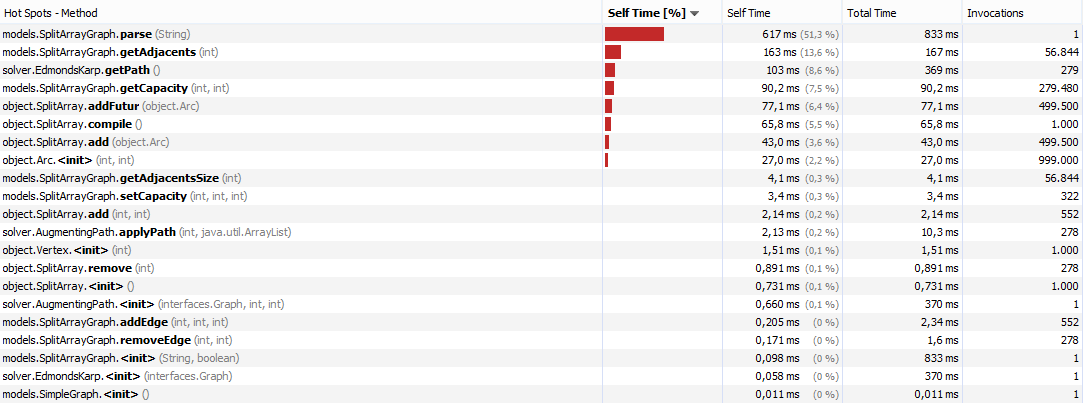 Hot Spots - Method Self Time [%] Self Time Total Time Invocations
models.SplitArrayGraph.parse (String) 617 ms (51,3 %) 833 ms 1
models.SplitArrayGraph.getAdjacents (int) 163 ms (13,6 %) 167 ms 56.844
solver.EdmondsKarp.getPath () 103 ms (8,6 %) 369 ms 279
models.SplitArrayGraph.getCapacity (int, int) 90,2 ms (7,5 %) 90,2 ms 279.480
object.SplitArray.addFutur (object.Arc) 77,1 ms (6,4 %) 77,1 ms 499.500
object.SplitArray.compile () 65,8 ms (5,5 %) 65,8 ms 1.000
object.SplitArray.add (object.Arc) 43,0 ms (3,6 %) 43,0 ms 499.500
object.Arc.<init> (int, int) 27,0 ms (2,2 %) 27,0 ms 999.000
models.SplitArrayGraph.getAdjacentsSize (int) 4,1 ms (0,3 %) 4,1 ms 56.844
models.SplitArrayGraph.setCapacity (int, int, int) 3,4 ms (0,3 %) 3,4 ms 322
object.SplitArray.add (int, int) 2,14 ms (0,2 %) 2,14 ms 552
solver.AugmentingPath.applyPath (int, java.util.ArrayList) 2,13 ms (0,2 %) 10,3 ms 278
object.Vertex.<init> (int) 1,51 ms (0,1 %) 1,51 ms 1.000
object.SplitArray.remove (int) 0,891 ms (0,1 %) 0,891 ms 278
object.SplitArray.<init> () 0,731 ms (0,1 %) 0,731 ms 1.000
solver.AugmentingPath.<init> (interfaces.Graph, int, int) 0,660 ms (0,1 %) 370 ms 1
models.SplitArrayGraph.addEdge (int, int, int) 0,205 ms (0 %) 2,34 ms 552
models.SplitArrayGraph.removeEdge (int, int) 0,171 ms (0 %) 1,6 ms 278
models.SplitArrayGraph.<init> (String, boolean) 0,098 ms (0 %) 833 ms 1
solver.EdmondsKarp.<init> (interfaces.Graph) 0,058 ms (0 %) 370 ms 1
models.SimpleGraph.<init> () 0,011 ms (0 %) 0,011 ms 1